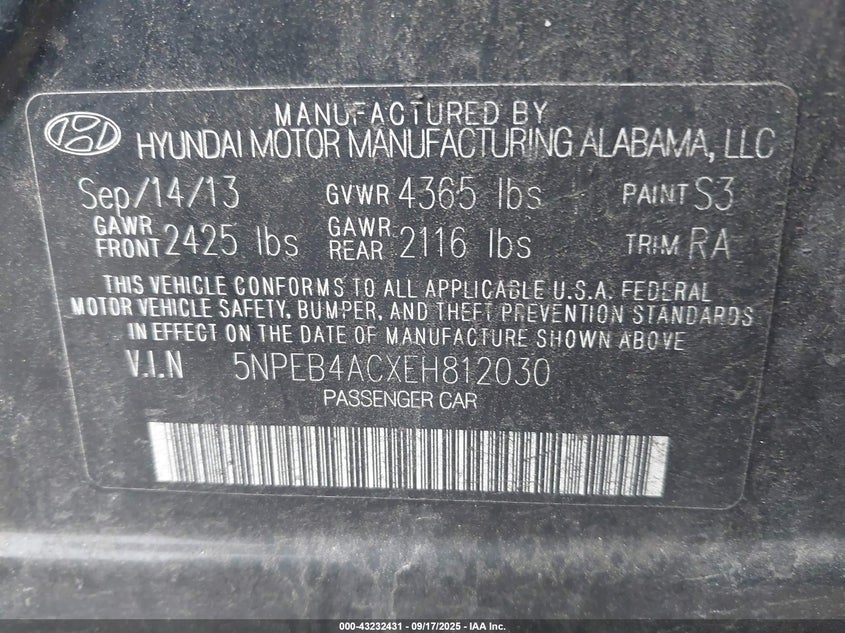 MANUFACTURED BY
HYUNDAI MOTOR MANUFACTURING ALABAMA, LLC
Sep/14/13 GVWR 4365 lbs PAINT S3
GAWR FRONT 2425 lbs GAWR REAR 2116 lbs TRIM RA
THIS VEHICLE CONFORMS TO ALL APPLICABLE U.S.A. FEDERAL
MOTOR VEHICLE SAFETY, BUMPER, AND THEFT PREVENTION STANDARDS
IN EFFECT ON THE DATE OF MANUFACTURE SHOWN ABOVE
V.I.N 5NPEB4ACXEH812030
PASSENGER CAR
000-43232431 - 09/17/2025 - IAA Inc.